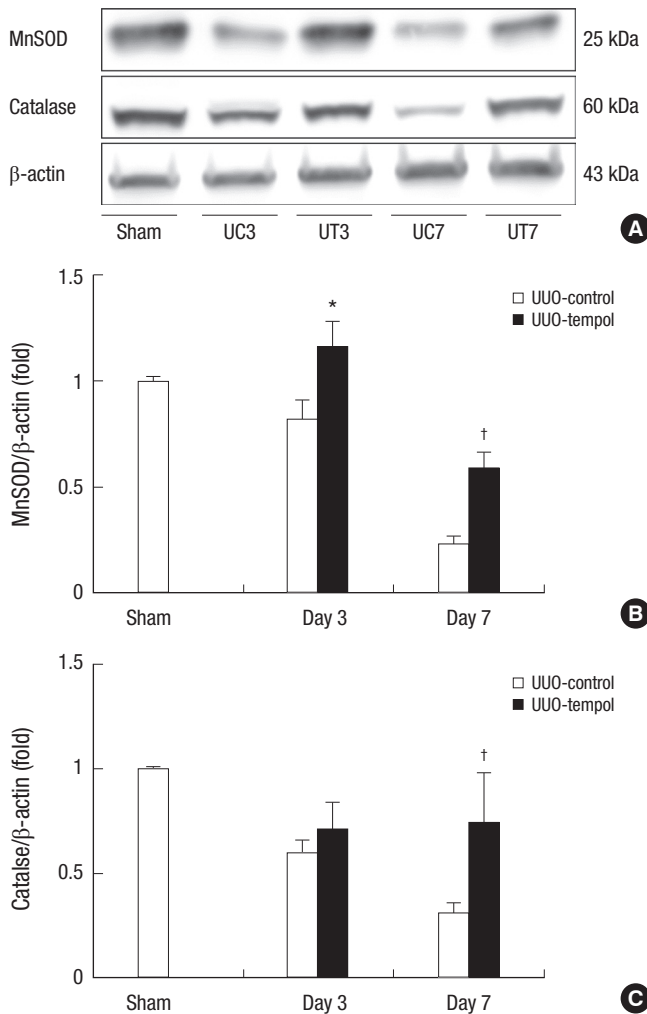 MnSOD 25 kDa
Catalase 60 kDa
β-actin 43 kDa
Sham UC3 UT3 UC7 UT7
A
1.5
1
0.5
0
MnSOD/β-actin (fold)
UUO-control
UUO-tempol
*
†
Sham Day 3 Day 7
B
1.5
1
0.5
0
Catalse/β-actin (fold)
UUO-control
UUO-tempol
†
Sham Day 3 Day 7
C